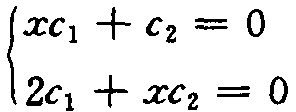 xc₁ + c₂ = 0
2c₁ + xc₂ = 0